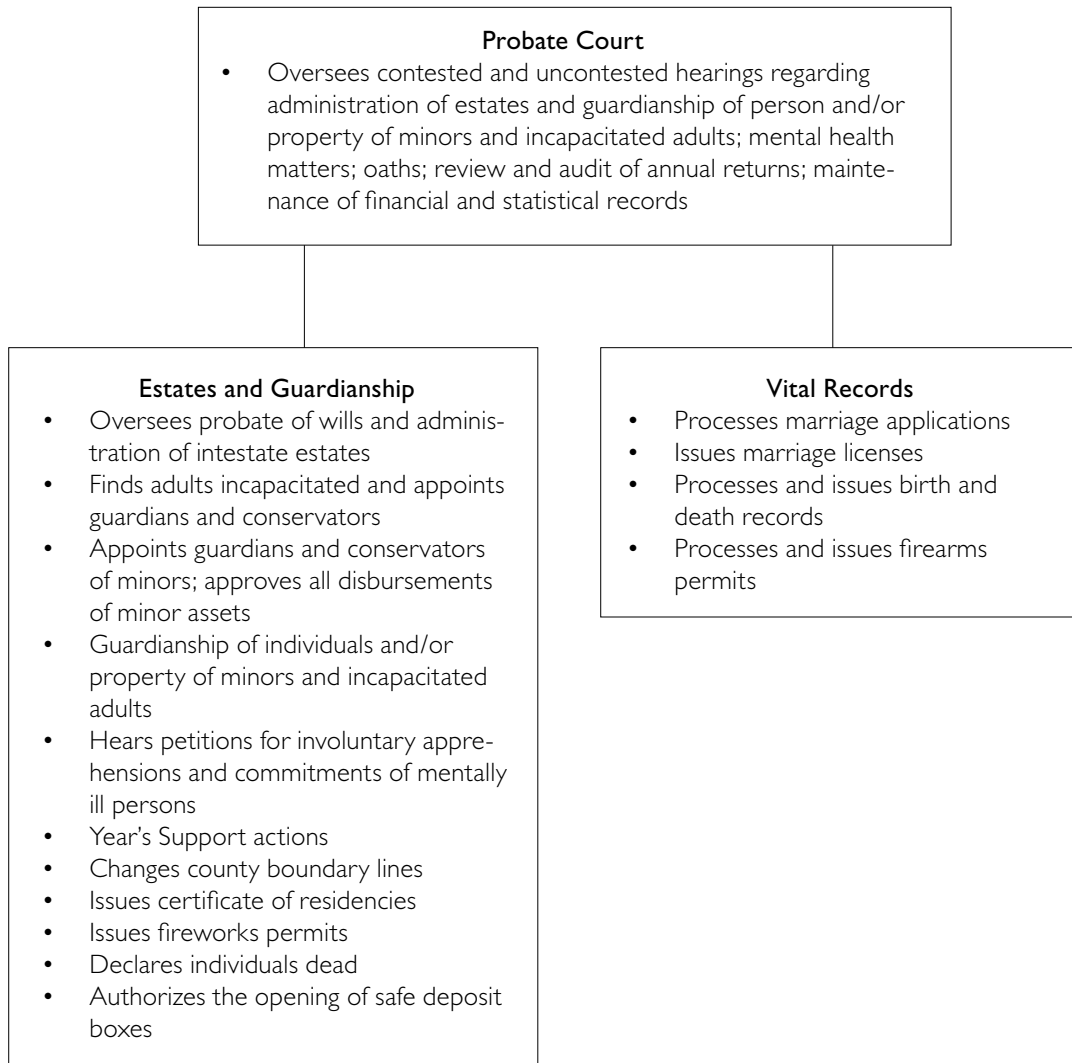 Probate Court
• Oversees contested and uncontested hearings regarding
administration of estates and guardianship of person and/or
property of minors and incapacitated adults; mental health
matters; oaths; review and audit of annual returns; mainte-
nance of financial and statistical records
Estates and Guardianship
• Oversees probate of wills and adminis-
tration of intestate estates
• Finds adults incapacitated and appoints
guardians and conservators
• Appoints guardians and conservators
of minors; approves all disbursements
of minor assets
• Guardianship of individuals and/or
property of minors and incapacitated
adults
• Hears petitions for involuntary appre-
hensions and commitments of mentally
ill persons
• Year’s Support actions
• Changes county boundary lines
• Issues certificate of residencies
• Issues fireworks permits
• Declares individuals dead
• Authorizes the opening of safe deposit
boxes
Vital Records
• Processes marriage applications
• Issues marriage licenses
• Processes and issues birth and
death records
• Processes and issues firearms
permits